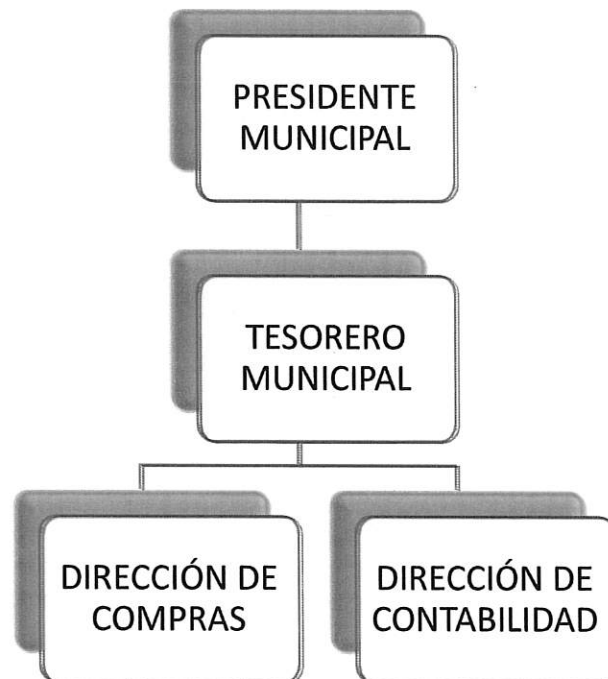 PRESIDENTE
MUNICIPAL
TESORERO
MUNICIPAL
DIRECCIÓN DE
COMPRAS
DIRECCIÓN DE
CONTABILIDAD